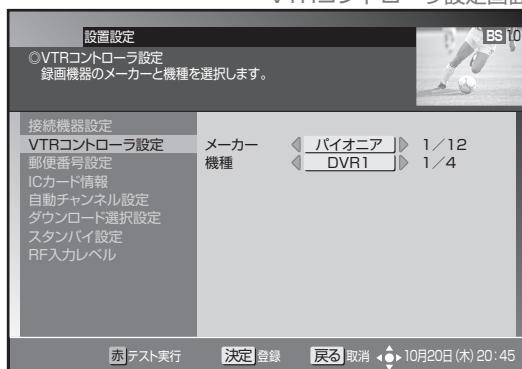 VTRコントローラ設定画面
設置設定
◎VTRコントローラ設定
録画機器のメーカーと機種を選択します。
BS 10
接続機器設定
VTRコントローラ設定
郵便番号設定
ICカード情報
自動チャンネル設定
ダウンロード選択設定
スタンバイ設定
RF入力レベル
メーカー パイオニア 1/12
機種 DVR1 1/4
赤 テスト実行 決定 登録 戻る 取消 10月20日(木)20:45